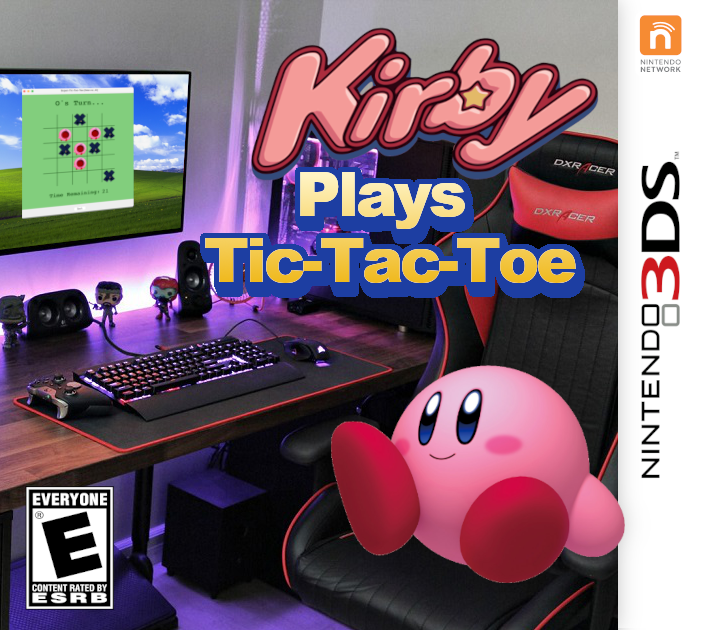 NINTENDO
NETWORK
O's Turn...
Time Remaining: 21
Kirby
Plays
Tic-Tac-Toe
DXRACER
DXRACER
NINTENDO 3DS
TM
EVERYONE
E
®
CONTENT RATED BY
ESRB